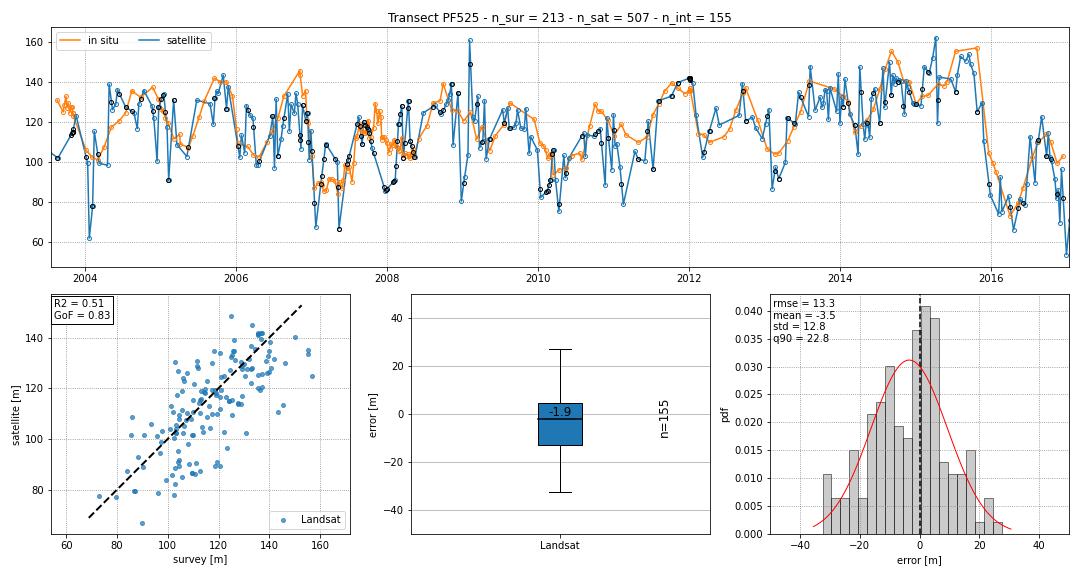 Transect PF525 - n_sur = 213 - n_sat = 507 - n_int = 155
in situ
satellite
160
140
120
100
80
60
2004
2006
2008
2010
2012
2014
2016
R2 = 0.51
GoF = 0.83
satellite [m]
140
120
100
80
Landsat
60
80
100
120
140
160
survey [m]
error [m]
40
20
0
−20
−40
-1.9
n=155
Landsat
rmse = 13.3
mean = -3.5
std = 12.8
q90 = 22.8
pdf
0.040
0.035
0.030
0.025
0.020
0.015
0.010
0.005
0.000
−40
−20
0
20
40
error [m]